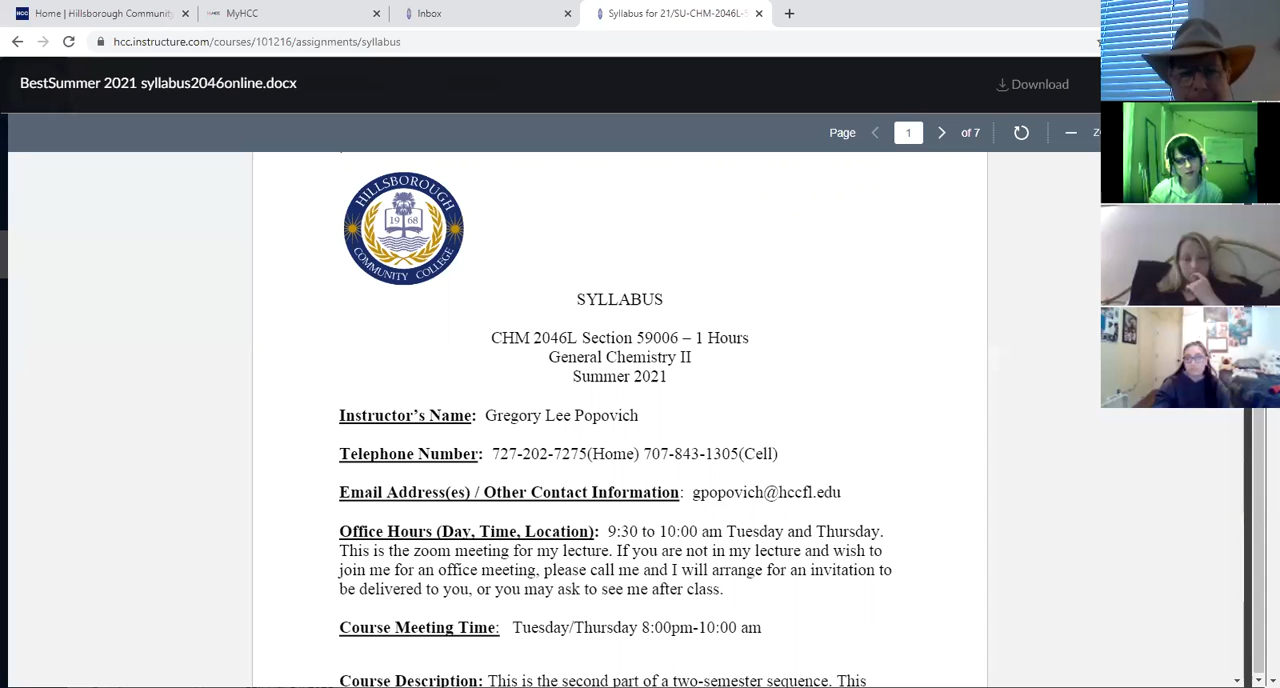 Home | Hillsborough Communit
MyHCC
Inbox
Syllabus for 21/SU-CHM-2046L-5
hcc.instructure.com/courses/101216/assignments/syllabus
BestSummer 2021 syllabus2046online.docx
Download
Page 1 of 7
HILLSBOROUGH
1968
COMMUNITY COLLEGE
SYLLABUS
CHM 2046L Section 59006 – 1 Hours
General Chemistry II
Summer 2021
Instructor's Name: Gregory Lee Popovich
Telephone Number: 727-202-7275(Home) 707-843-1305(Cell)
Email Address(es) / Other Contact Information: gpopovich@hccfl.edu
Office Hours (Day, Time, Location): 9:30 to 10:00 am Tuesday and Thursday.
This is the zoom meeting for my lecture. If you are not in my lecture and wish to
join me for an office meeting, please call me and I will arrange for an invitation to
be delivered to you, or you may ask to see me after class.
Course Meeting Time: Tuesday/Thursday 8:00pm-10:00 am
Course Description: This is the second part of a two-semester sequence. This